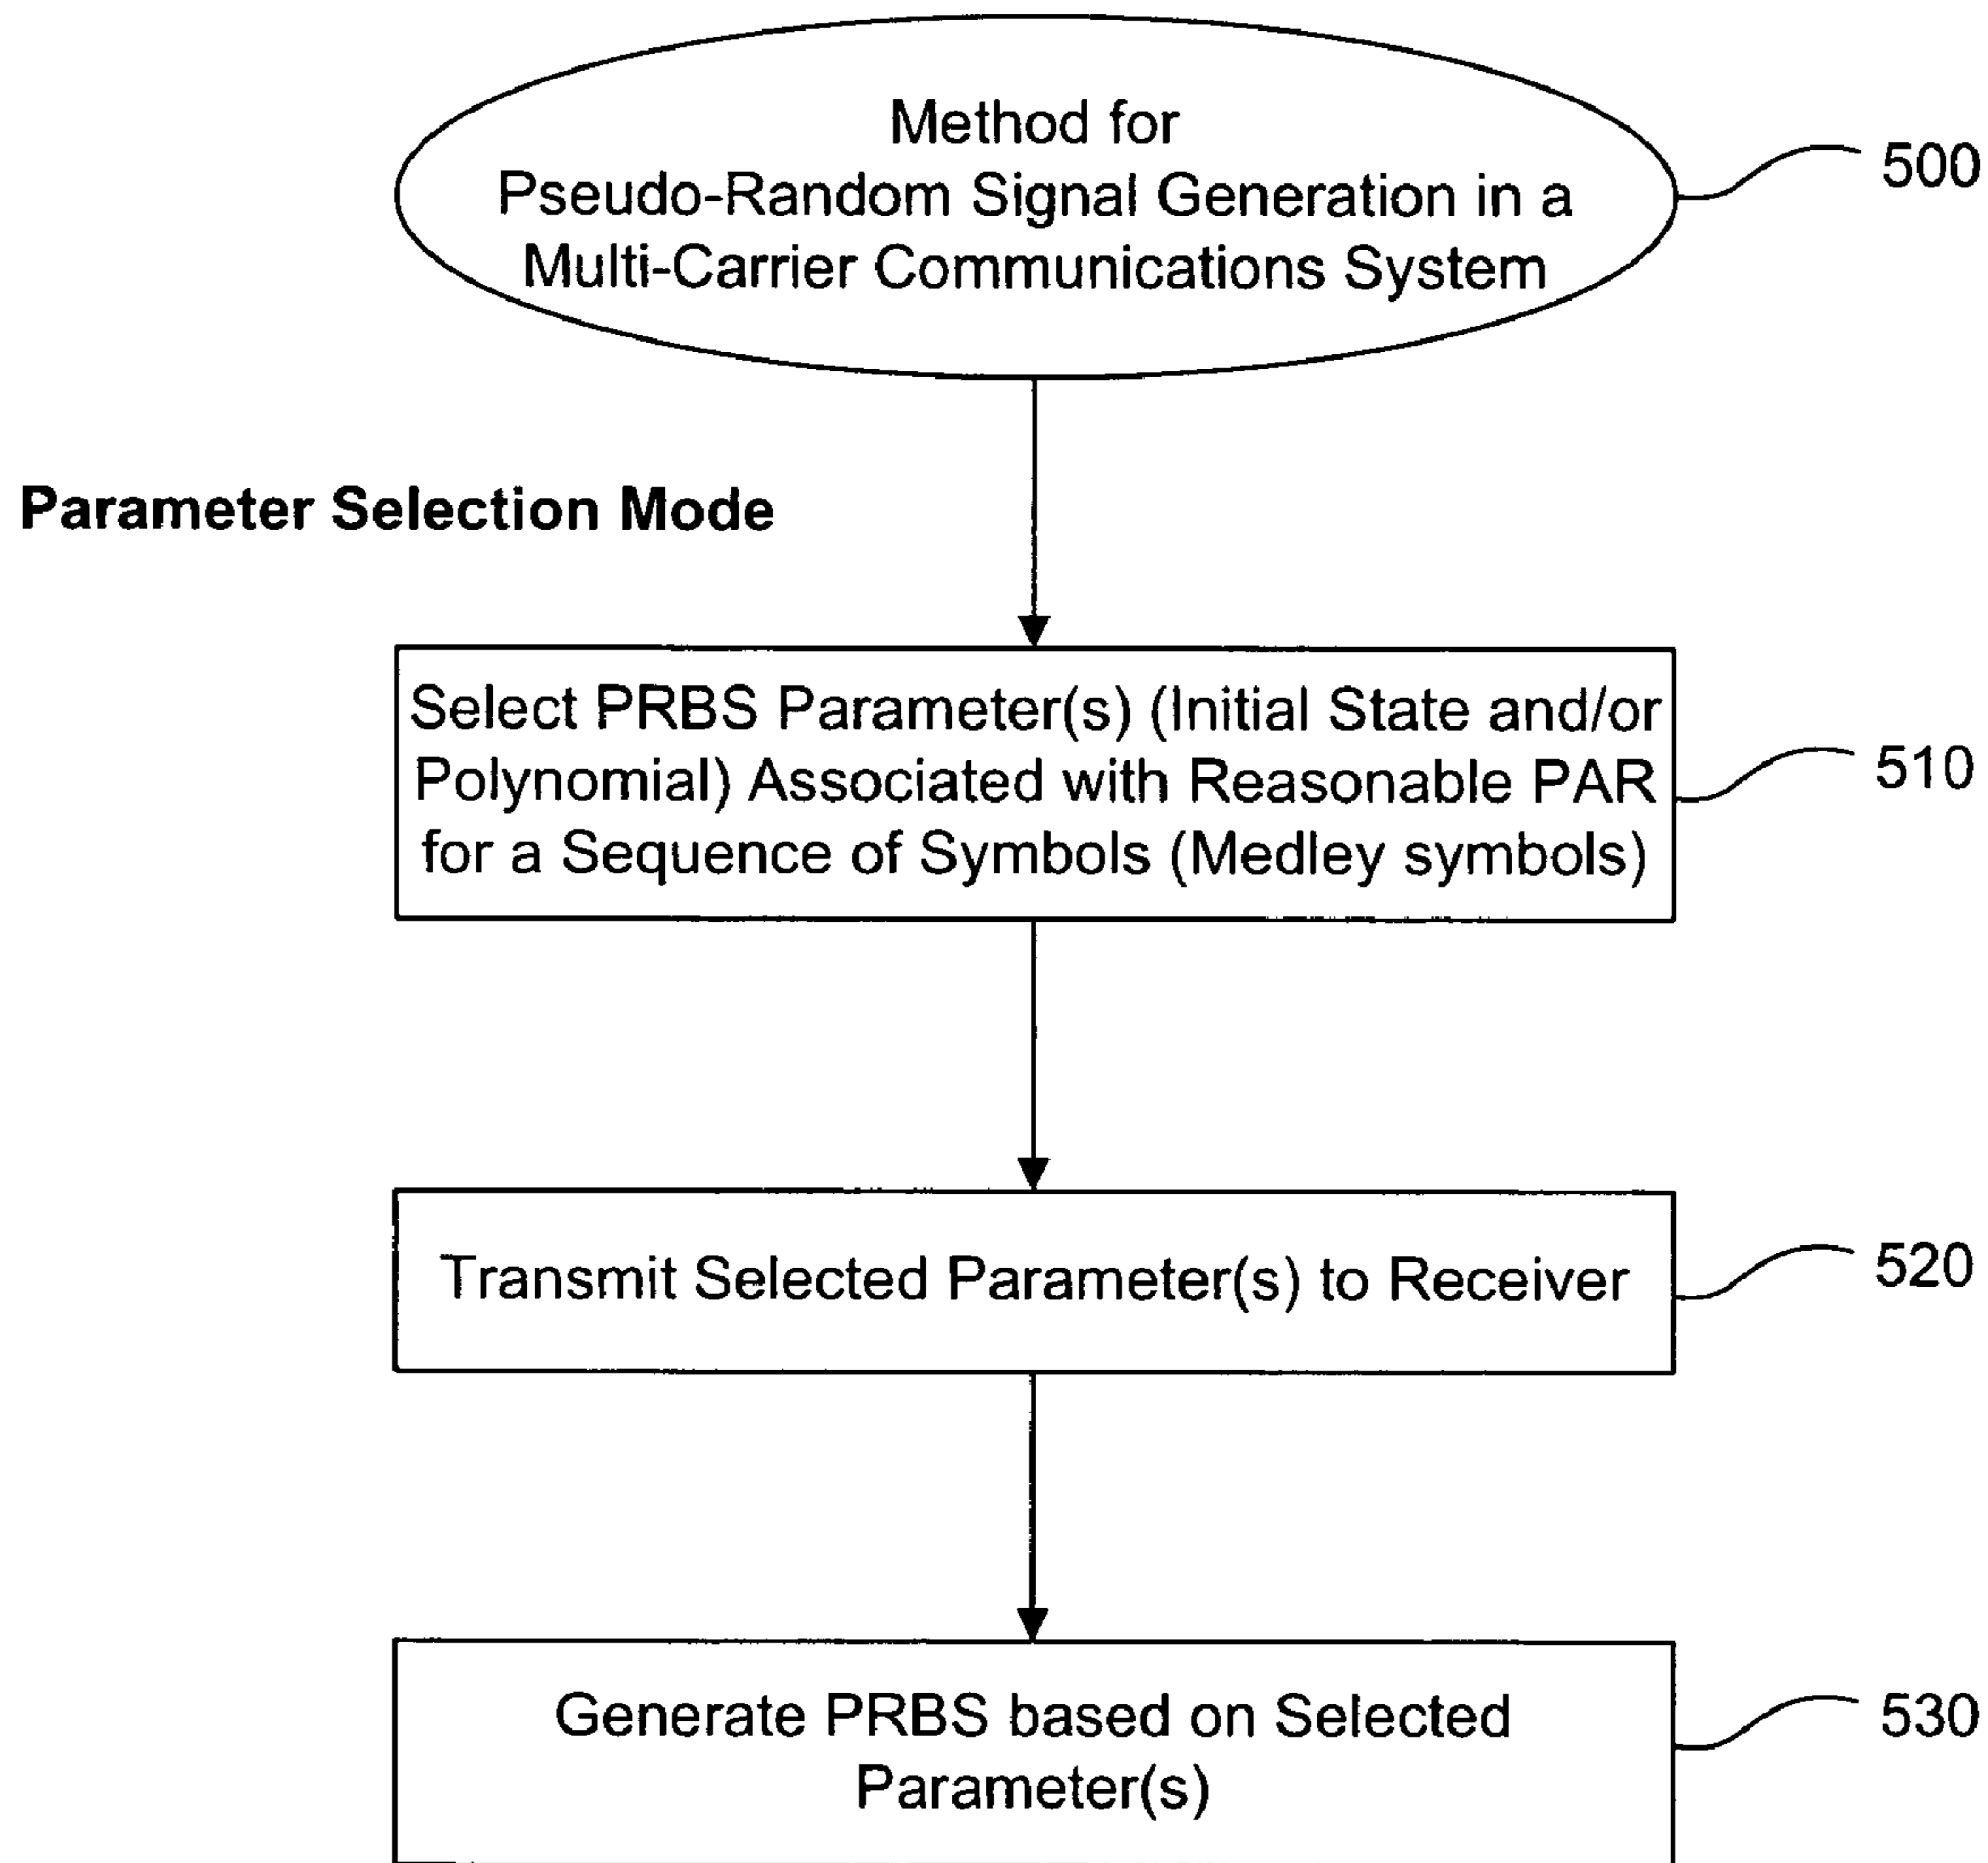 Method for
Pseudo-Random Signal Generation in a
Multi-Carrier Communications System
500
Parameter Selection Mode
Select PRBS Parameter(s) (Initial State and/or
Polynomial) Associated with Reasonable PAR
for a Sequence of Symbols (Medley symbols)
510
Transmit Selected Parameter(s) to Receiver
520
Generate PRBS based on Selected
Parameter(s)
530